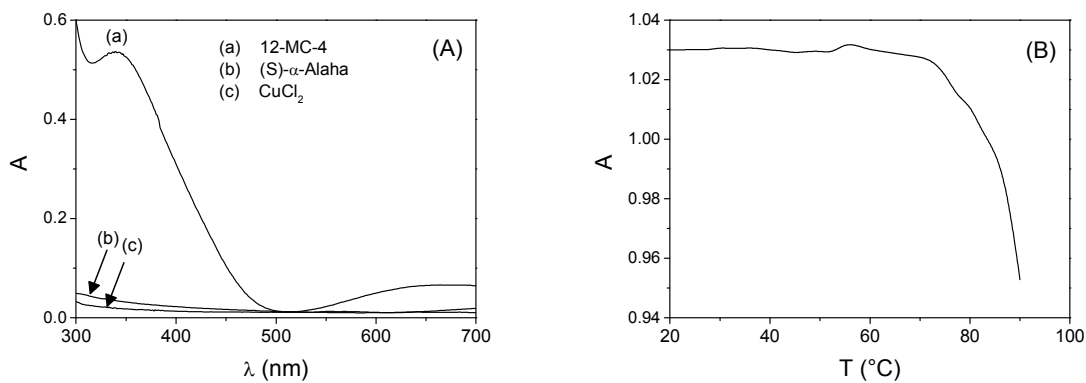 (A)
(a)
(a) 12-MC-4
(b) (S)-α-Alaha
(c) CuCl₂
(b)
(c)
A
0.6
0.4
0.2
0.0
300 400 500 600 700
λ (nm)
(B)
A
1.04
1.02
1.00
0.98
0.96
0.94
20 40 60 80 100
T (°C)